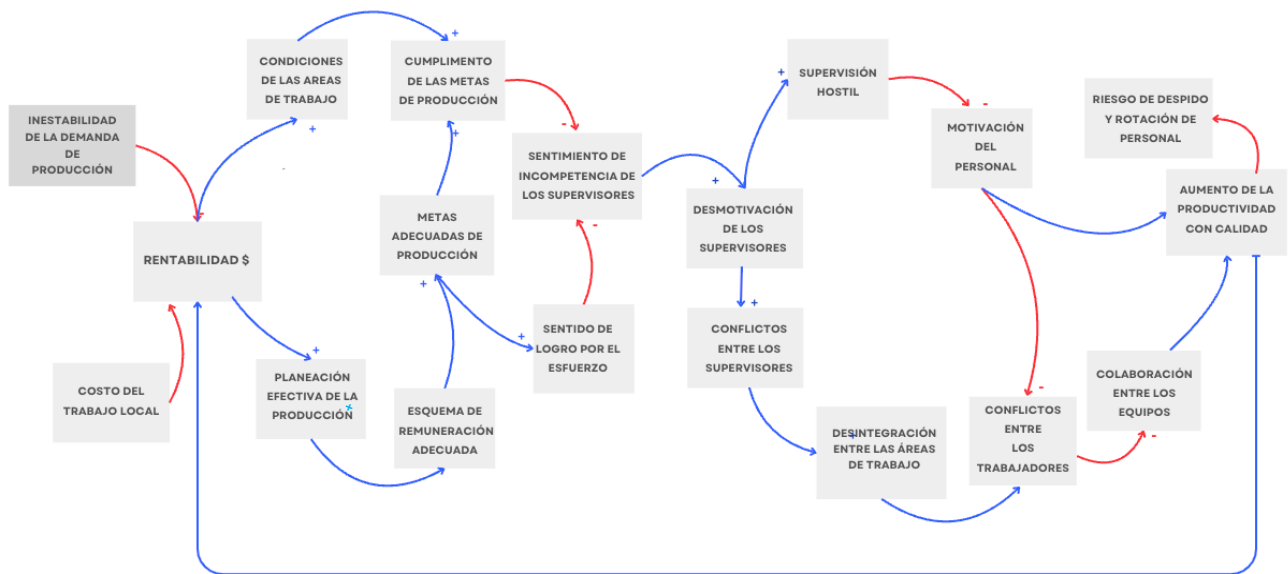 CONDICIONES
DE LAS AREAS
DE TRABAJO
+
CUMPLIMENTO
DE LAS METAS
DE PRODUCCIÓN
+
+
INESTABILIDAD
DE LA DEMANDA
DE
PRODUCCIÓN
-
RENTABILIDAD $
COSTO DEL
TRABAJO LOCAL
+
PLANEACIÓN
EFECTIVA DE LA
PRODUCCIÓN
+
ESQUEMA DE
REMUNERACIÓN
ADECUADA
METAS
ADECUADAS DE
PRODUCCIÓN
+
-
SENTIMIENTO DE
INCOMPETENCIA DE
LOS SUPERVISORES
-
+
SENTIDO DE
LOGRO POR EL
ESFUERZO
+
SUPERVISIÓN
HOSTIL
+
DESMOTIVACIÓN
DE LOS
SUPERVISORES
+
CONFLICTOS
ENTRE LOS
SUPERVISORES
+
DESINTEGRACIÓN
ENTRE LAS ÁREAS
DE TRABAJO
-
MOTIVACIÓN
DEL
PERSONAL
-
CONFLICTOS
ENTRE
LOS
TRABAJADORES
RIESGO DE DESPIDO
Y ROTACIÓN DE
PERSONAL
-
AUMENTO DE LA
PRODUCTIVIDAD
CON CALIDAD
COLABORACIÓN
ENTRE LOS
EQUIPOS
-